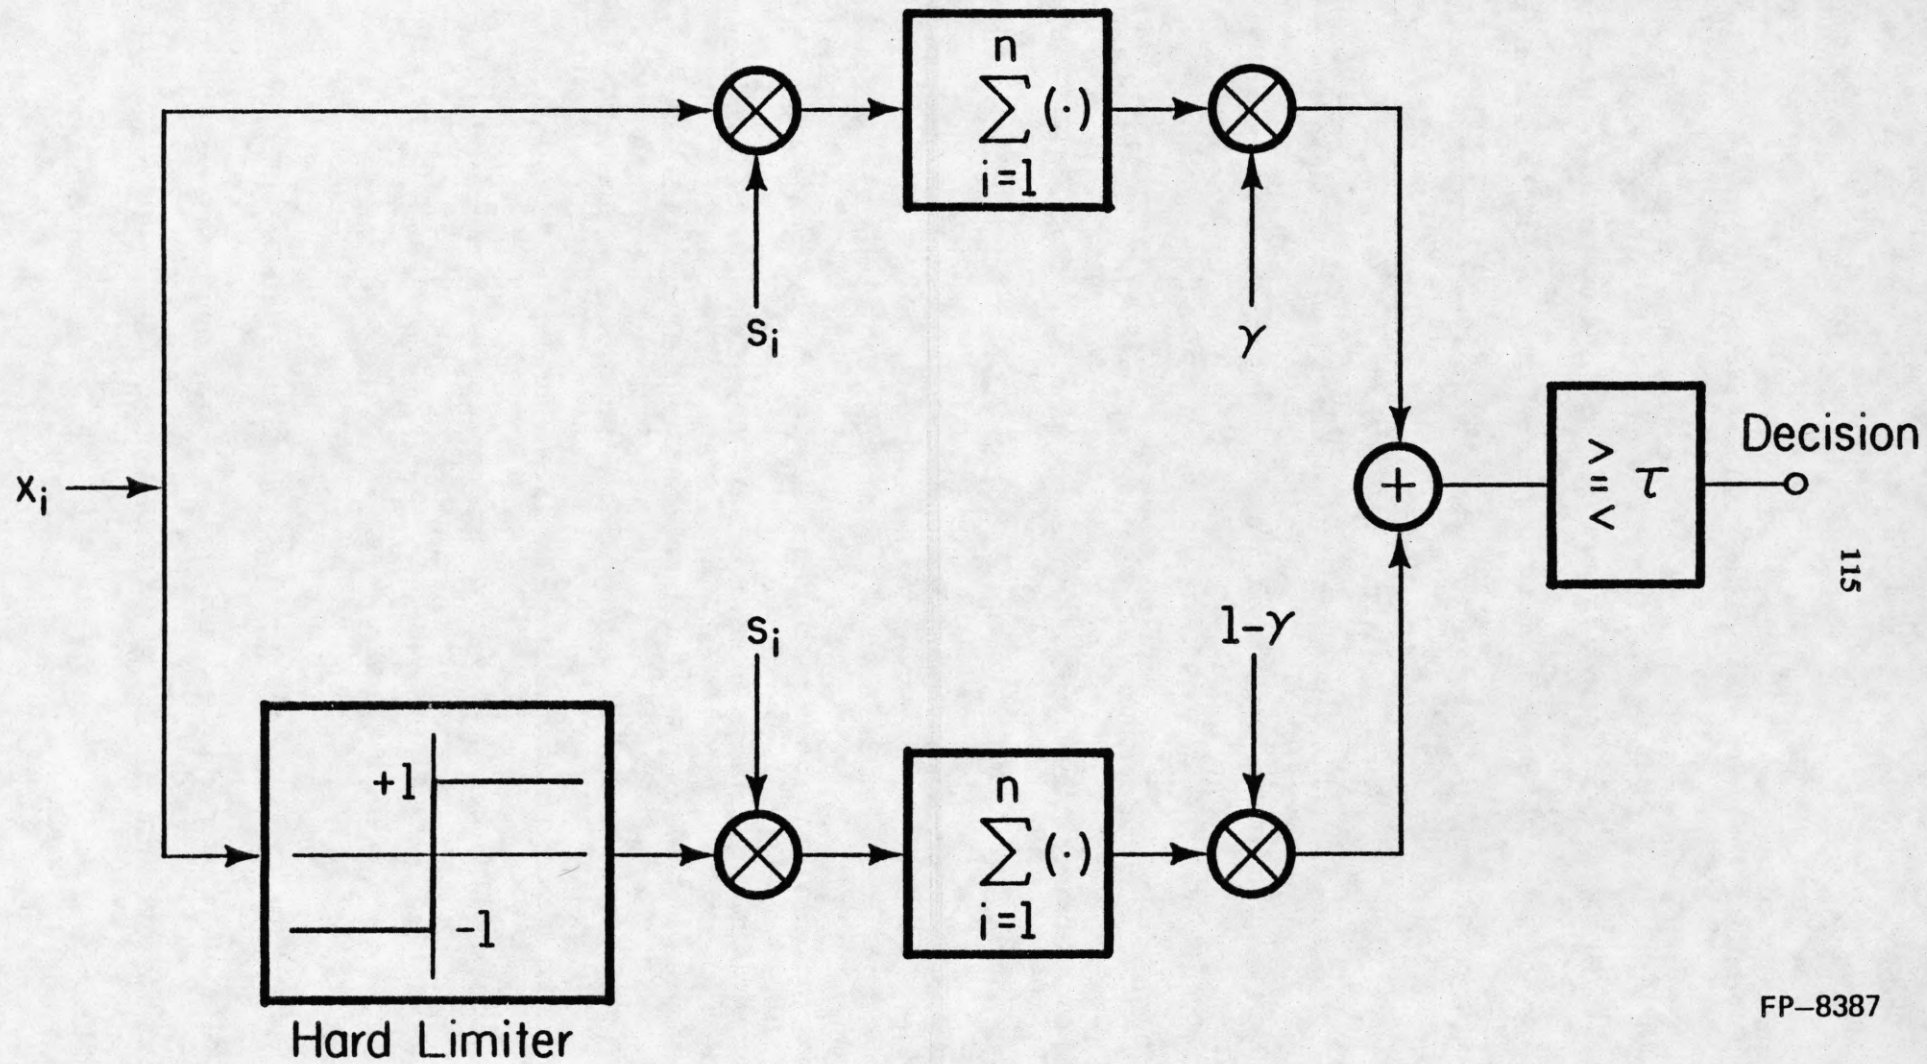 n
∑ (·)
i=1
s_i
γ
x_i
> = < τ
Decision
115
s_i
1-γ
+1
-1
n
∑ (·)
i=1
Hard Limiter
FP-8387